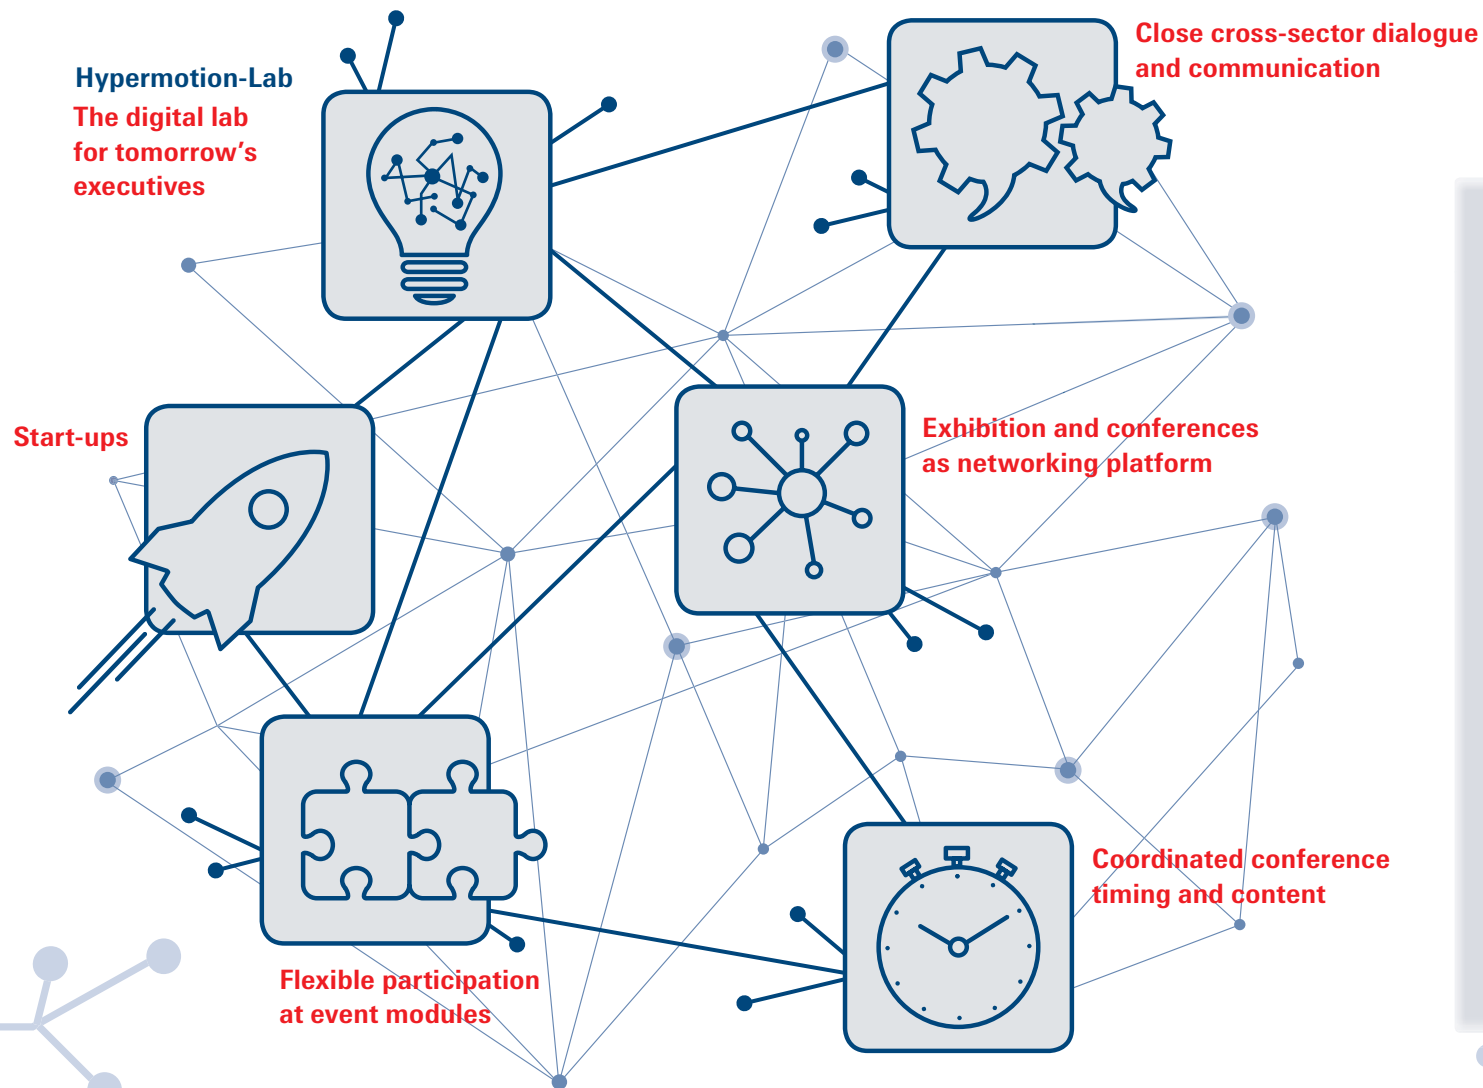 Hypermotion-Lab
The digital lab
for tomorrow's
executives
Close cross-sector dialogue
and communication
Start-ups
Exhibition and conferences
as networking platform
Coordinated conference
timing and content
Flexible participation
at event modules